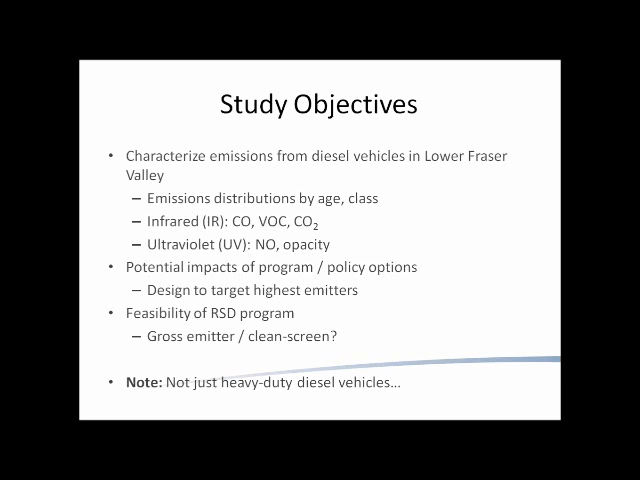 Study Objectives
• Characterize emissions from diesel vehicles in Lower Fraser
Valley
– Emissions distributions by age, class
– Infrared (IR): CO, VOC, CO₂
– Ultraviolet (UV): NO, opacity
• Potential impacts of program / policy options
– Design to target highest emitters
• Feasibility of RSD program
– Gross emitter / clean-screen?
• Note: Not just heavy-duty diesel vehicles…